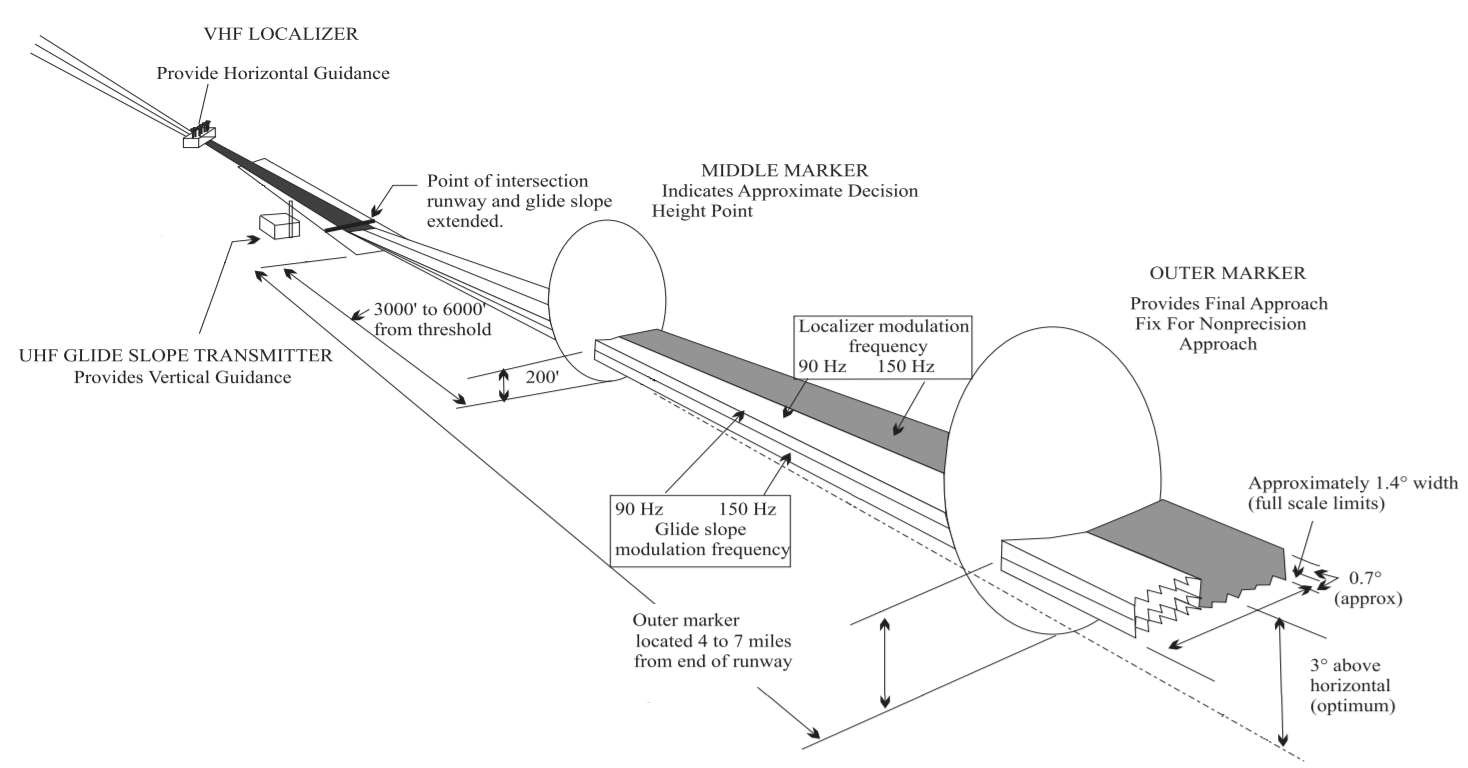 VHF LOCALIZER
Provide Horizontal Guidance
Point of intersection
runway and glide slope
extended.
MIDDLE MARKER
Indicates Approximate Decision
Height Point
OUTER MARKER
Provides Final Approach
Fix For Nonprecision
Approach
3000' to 6000'
from threshold
UHF GLIDE SLOPE TRANSMITTER
Provides Vertical Guidance
200'
Localizer modulation
frequency
90 Hz 150 Hz
90 Hz 150 Hz
Glide slope
modulation frequency
Approximately 1.4° width
(full scale limits)
0.7°
(approx)
Outer marker
located 4 to 7 miles
from end of runway
3° above
horizontal
(optimum)